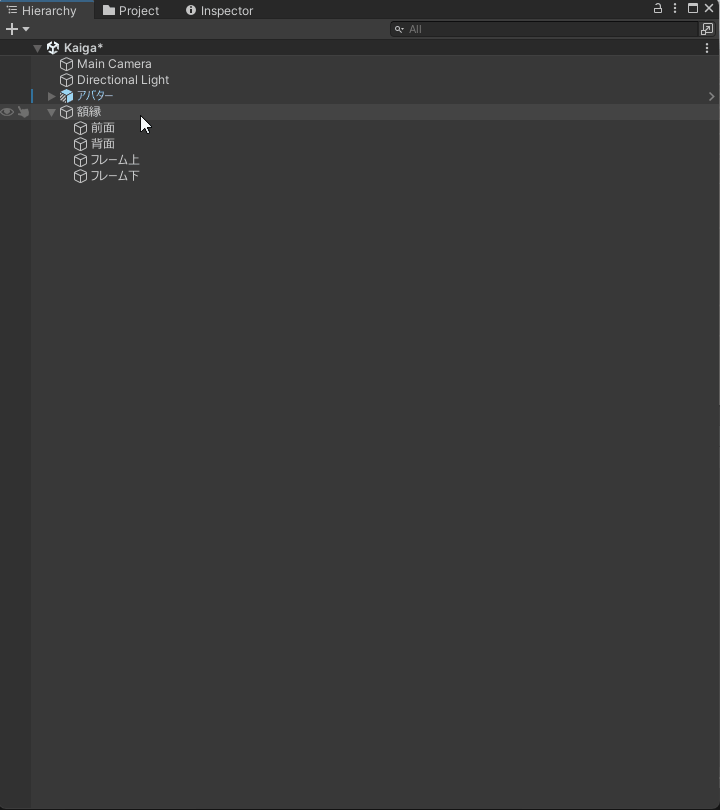 Hierarchy Project Inspector
All
Kaiga*
Main Camera
Directional Light
アバター
額縁
前面
背面
フレーム上
フレーム下